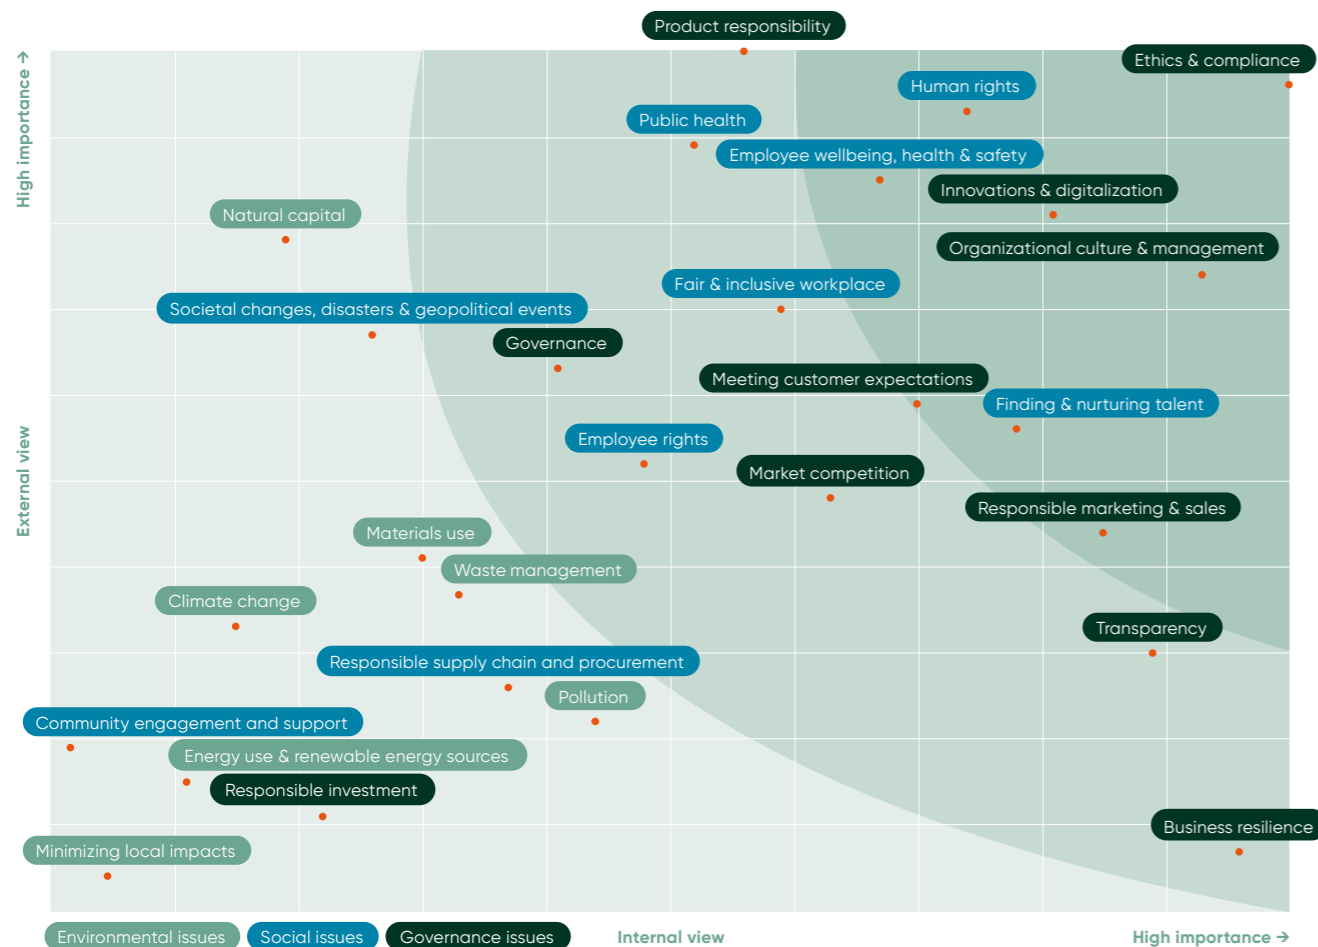 Product responsibility
Ethics & compliance
High importance →
Human rights
Public health
Employee wellbeing, health & safety
Innovations & digitalization
Natural capital
Organizational culture & management
Fair & inclusive workplace
Societal changes, disasters & geopolitical events
Governance
Meeting customer expectations
Finding & nurturing talent
External view
Employee rights
Market competition
Responsible marketing & sales
Materials use
Waste management
Climate change
Transparency
Responsible supply chain and procurement
Pollution
Community engagement and support
Energy use & renewable energy sources
Responsible investment
Business resilience
Minimizing local impacts
Environmental issues
Social issues
Governance issues
Internal view
High importance →